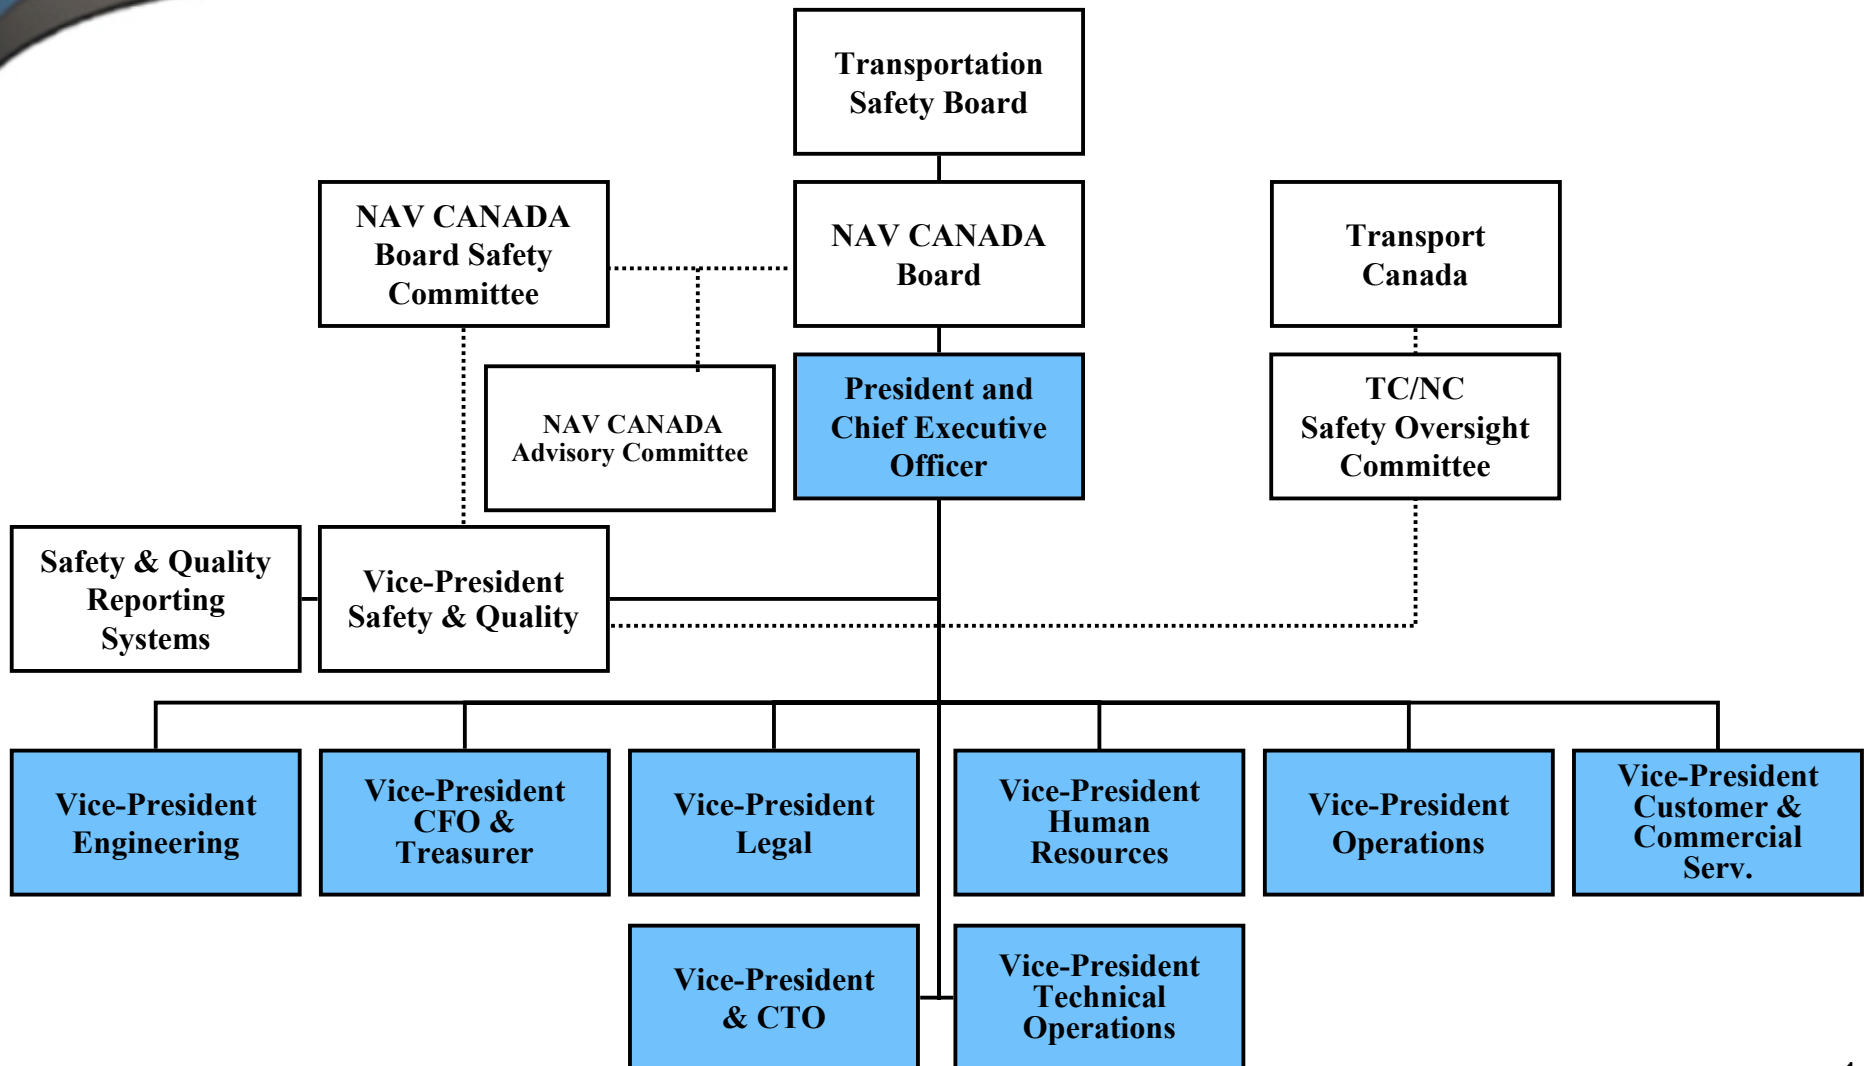 Transportation
Safety Board
NAV CANADA
Board Safety
Committee
NAV CANADA
Board
Transport
Canada
NAV CANADA
Advisory Committee
President and
Chief Executive
Officer
TC/NC
Safety Oversight
Committee
Safety & Quality
Reporting
Systems
Vice-President
Safety & Quality
Vice-President
Engineering
Vice-President
CFO &
Treasurer
Vice-President
Legal
Vice-President
Human
Resources
Vice-President
Operations
Vice-President
Customer &
Commercial
Serv.
Vice-President
& CTO
Vice-President
Technical
Operations